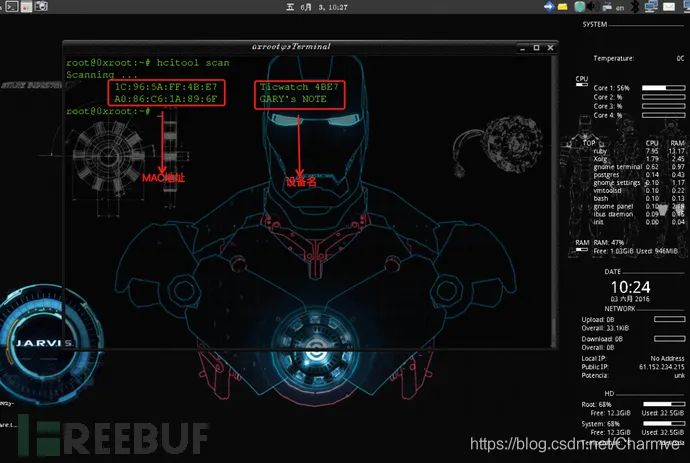 五 6月 3, 10:27
0xroot@sTerminal
root@0xroot:~# hcitool scan
Scanning ...
1C:96:5A:FF:4B:E7 Ticwatch 4BE7
A0:86:C6:1A:89:6F GARY's NOTE
root@0xroot:~#
MAC地址 设备名
J.A.R.V.I.S.
SYSTEM
Temperature: 0C
CPU
Core 1: 56%
Core 2: %
Core 3: %
Core 4: %
TOP CPU RAM
ruby 7.95 13.17
Xorg 1.79 2.45
gnome terminal 0.62 0.97
postgres 0.14 0.43
gnome settings 0.10 1.17
vmtoolsd 0.10 0.22
bash 0.10 0.13
gnome panel 0.10
ibus daemon 0.09
init 0.00 0.04
RAM RAM: 47%
Free: 1.03GiB Used: 946MiB
DATE
10:24
03 六月 2016
NETWORK
Upload: 0B
Overall: 33.1KiB
Download: 0B
Overall: 0B
Local IP: No Address
Public IP: 61.152.234.215
Potencia: unk
HD
Root: 68%
Free: 12.3GiB Used: 32.5GiB
System: 68%
Free: 12.3GiB Used: 32.5GiB
REEBUF
https://blog.csdn.net/Charmve